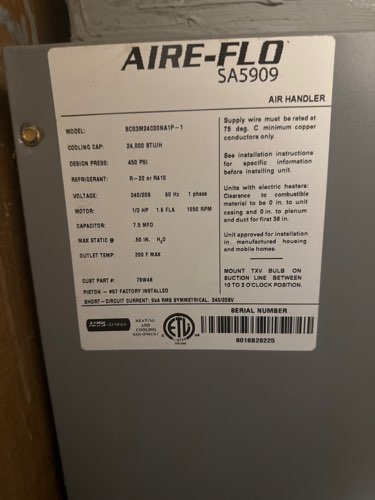 AIRE-FLO
SA5909
AIR HANDLER
MODEL: BCS3M24C00NA1P-1
COOLING CAP: 24,000 BTU/H
DESIGN PRESS: 450 PSI
REFRIGERANT: R-22 or R410
VOLTAGE: 240/208 60 Hz 1 phase
MOTOR: 1/3 HP 1.6 FLA 1050 RPM
CAPACITOR: 7.5 MFD
MAX STATIC @ .50 IN. H2O
OUTLET TEMP: 200 F MAX
CUST PART #: 79W48
PISTON - #57 FACTORY INSTALLED
SHORT-CIRCUIT CURRENT: 5kA RMS SYMMETRICAL, 240/208V
Supply wire must be rated at
75 deg. C minimum copper
conductors only.
See installation instructions
for specific information
before installing unit.
Units with electric heaters:
Clearance to combustible
material to be 0 in. to unit
casing and 0 in. to plenum
and duct for first 36 in.
Unit approved for installation
in manufactured housing
and mobile homes.
MOUNT TXV BULB ON
SUCTION LINE BETWEEN
10 TO 2 O'CLOCK POSITION.
HEATING
AND
COOLING
EQUIPMENT
ETL
SERIAL NUMBER
6016B28225